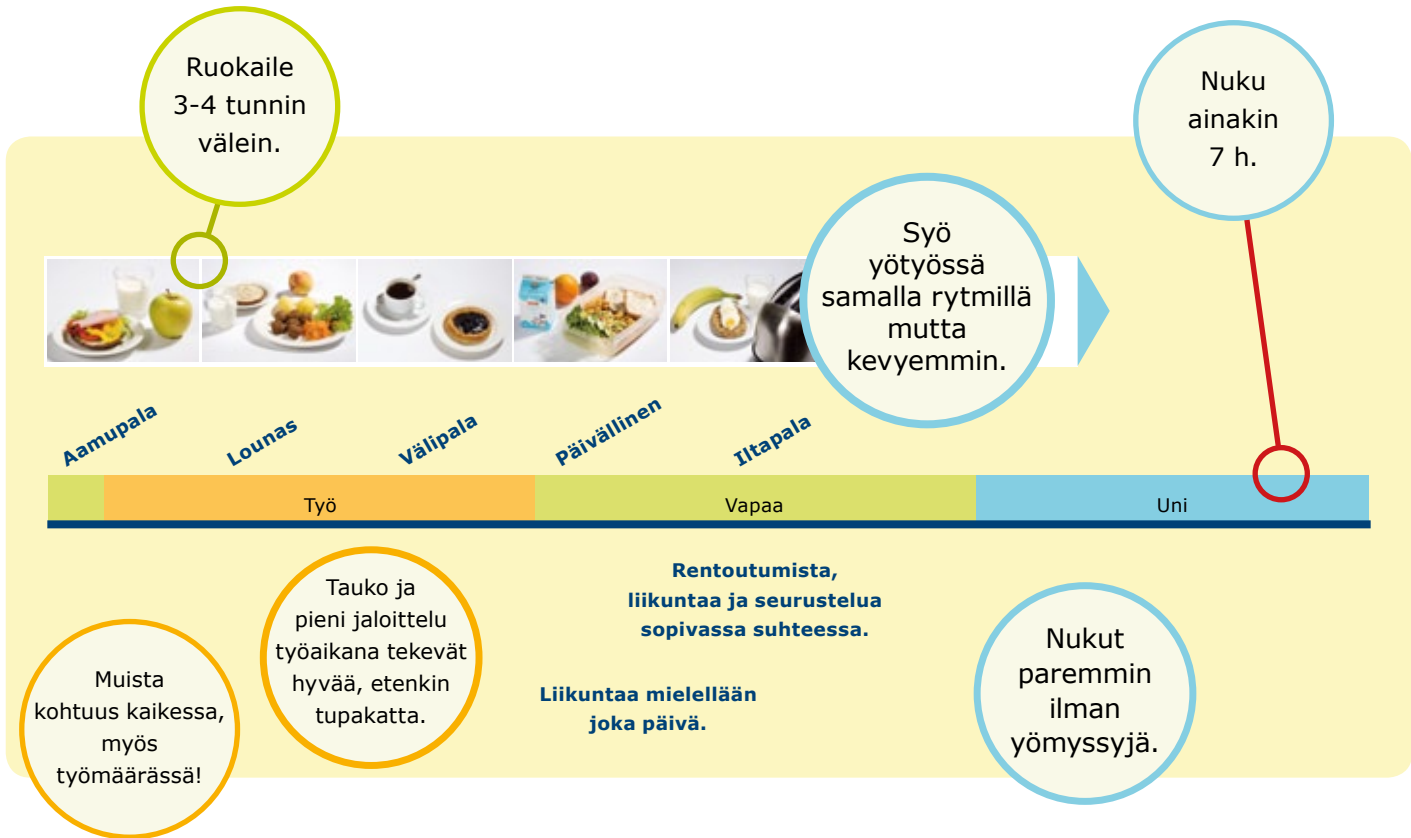 Ruokaile
3-4 tunnin
välein.
Nuku
ainakin
7 h.
Syö
yötyössä
samalla rytmillä
mutta
kevyemmin.
Aamupala
Lounas
Välipala
Päivällinen
Iltapala
Työ
Vapaa
Uni
Muista
kohtuus kaikessa,
myös
työmäärässä!
Tauko ja
pieni jaloittelu
työaikana tekevät
hyvää, etenkin
tupakatta.
Rentoutumista,
liikuntaa ja seurustelua
sopivassa suhteessa.
Liikuntaa mielellään
joka päivä.
Nukut
paremmin
ilman
yömyssyjä.